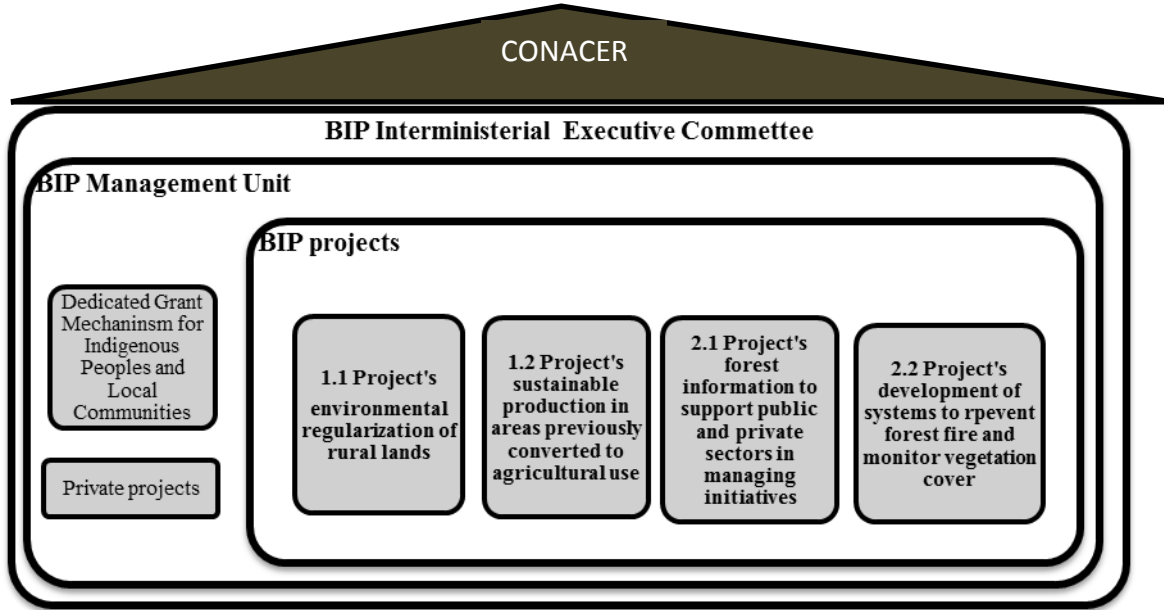 CONACER
BIP Interministerial Executive Commettee
BIP Management Unit
BIP projects
Dedicated Grant
Mechaninsm for
Indigenous
Peoples and
Local
Communities
Private projects
1.1 Project's
environmental
regularization of
rural lands
1.2 Project's
sustainable
production in
areas previously
converted to
agricultural use
2.1 Project's
forest
information to
support public
and private
sectors in
managing
initiatives
2.2 Project's
development of
systems to rpevent
forest fire and
monitor vegetation
cover